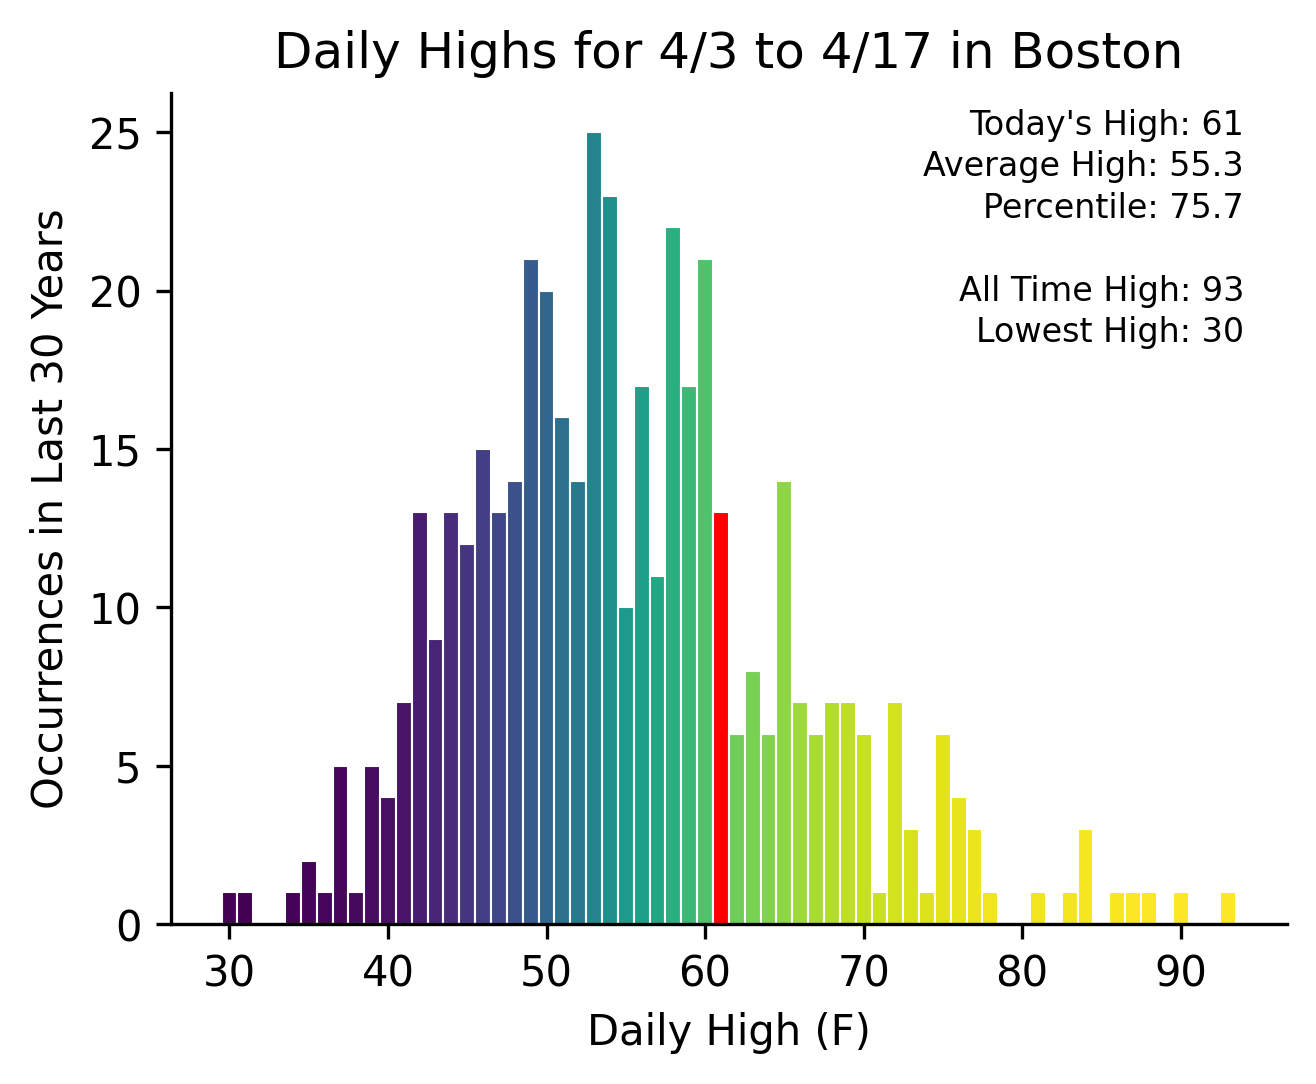 Daily Highs for 4/3 to 4/17 in Boston
Today's High: 61
Average High: 55.3
Percentile: 75.7
All Time High: 93
Lowest High: 30
Occurrences in Last 30 Years
25
20
15
10
5
0
30 40 50 60 70 80 90
Daily High (F)